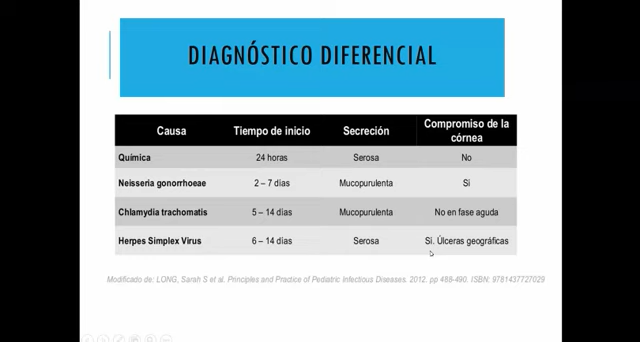 DIAGNÓSTICO DIFERENCIAL
Causa Tiempo de inicio Secreción Compromiso de la córnea
Química 24 horas Serosa No
Neisseria gonorrhoeae 2 – 7 días Mucopurulenta Si
Chlamydia trachomatis 5 – 14 días Mucopurulenta No en fase aguda
Herpes Simplex Virus 6 – 14 días Serosa Si. Úlceras geográficas
Modificado de: LONG, Sarah S et al. Principles and Practice of Pediatric Infectious Diseases. 2012. pp 488-490. ISBN: 9781437727029